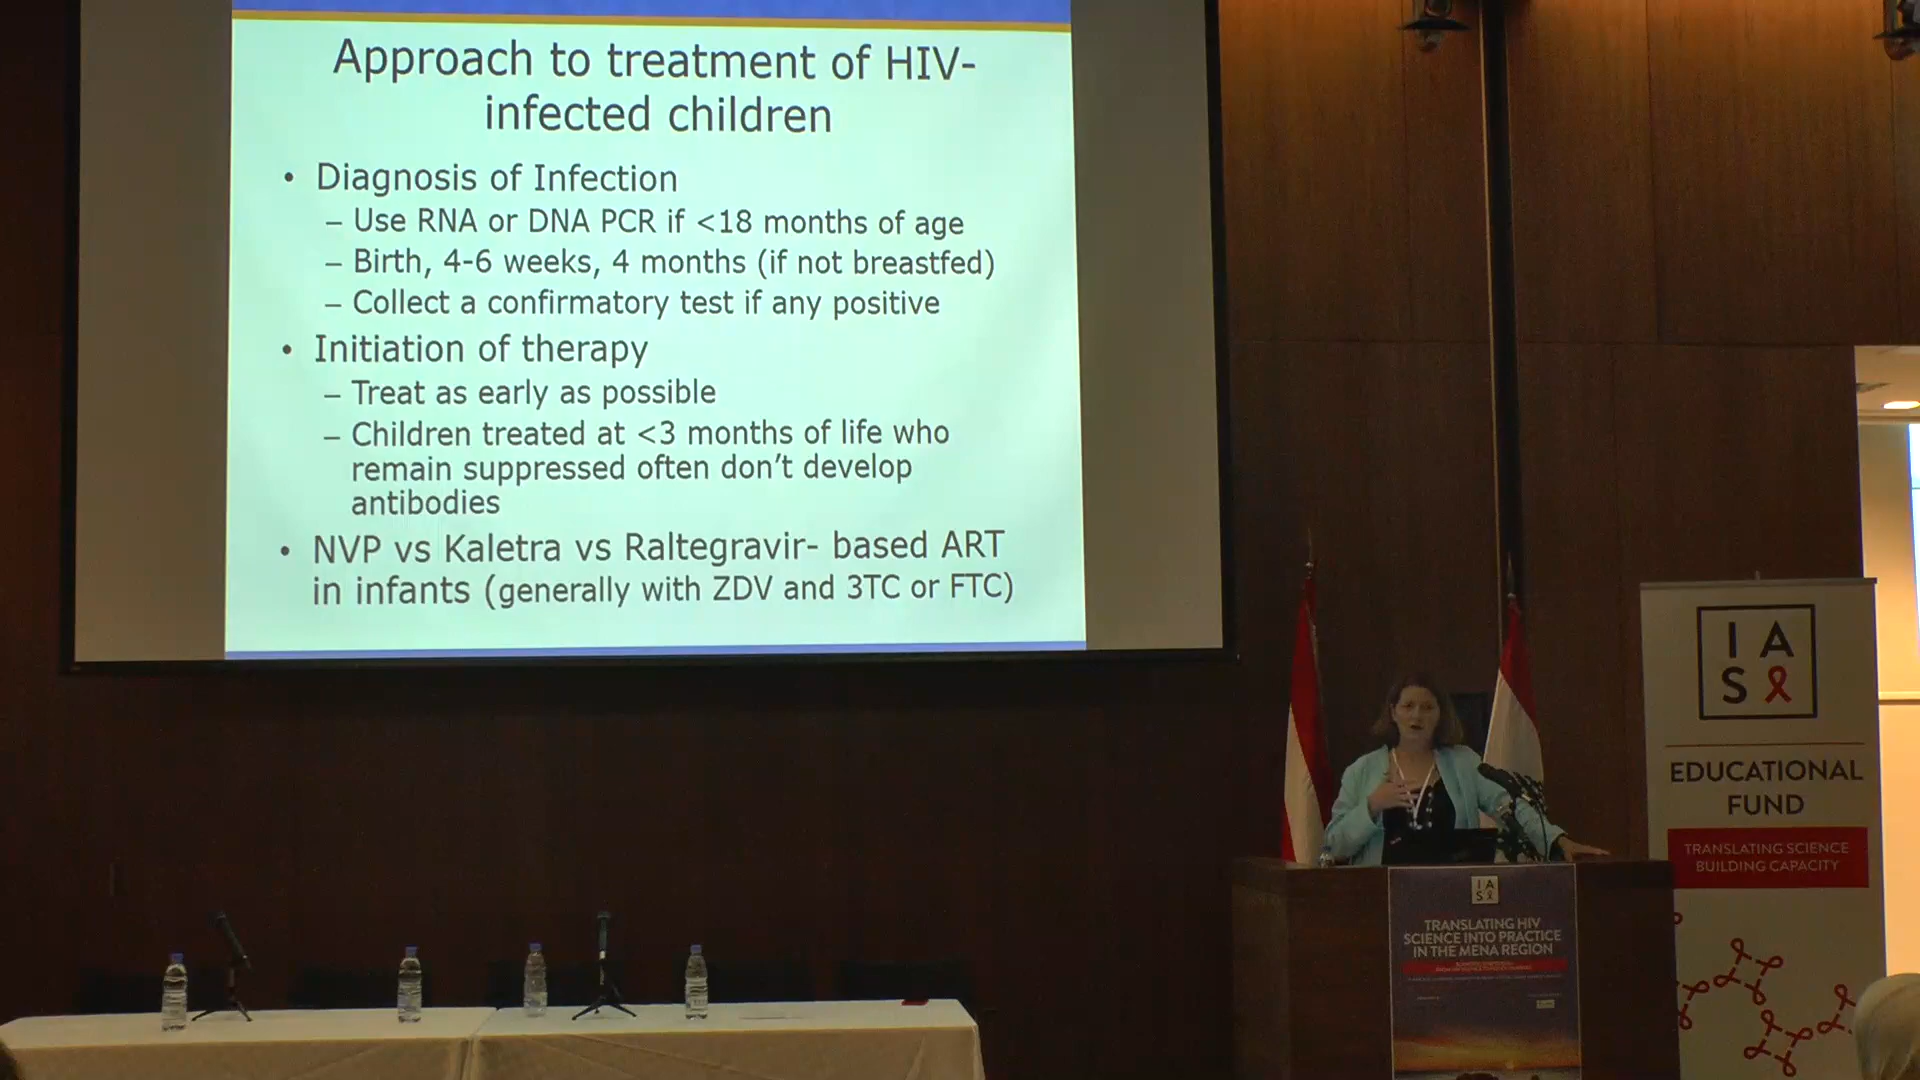 Approach to treatment of HIV-
infected children
• Diagnosis of Infection
– Use RNA or DNA PCR if <18 months of age
– Birth, 4-6 weeks, 4 months (if not breastfed)
– Collect a confirmatory test if any positive
• Initiation of therapy
– Treat as early as possible
– Children treated at <3 months of life who
remain suppressed often don't develop
antibodies
• NVP vs Kaletra vs Raltegravir- based ART
in infants (generally with ZDV and 3TC or FTC)
I A
S
EDUCATIONAL
FUND
TRANSLATING SCIENCE
BUILDING CAPACITY
I A
S
TRANSLATING HIV
SCIENCE INTO PRACTICE
IN THE MENA REGION